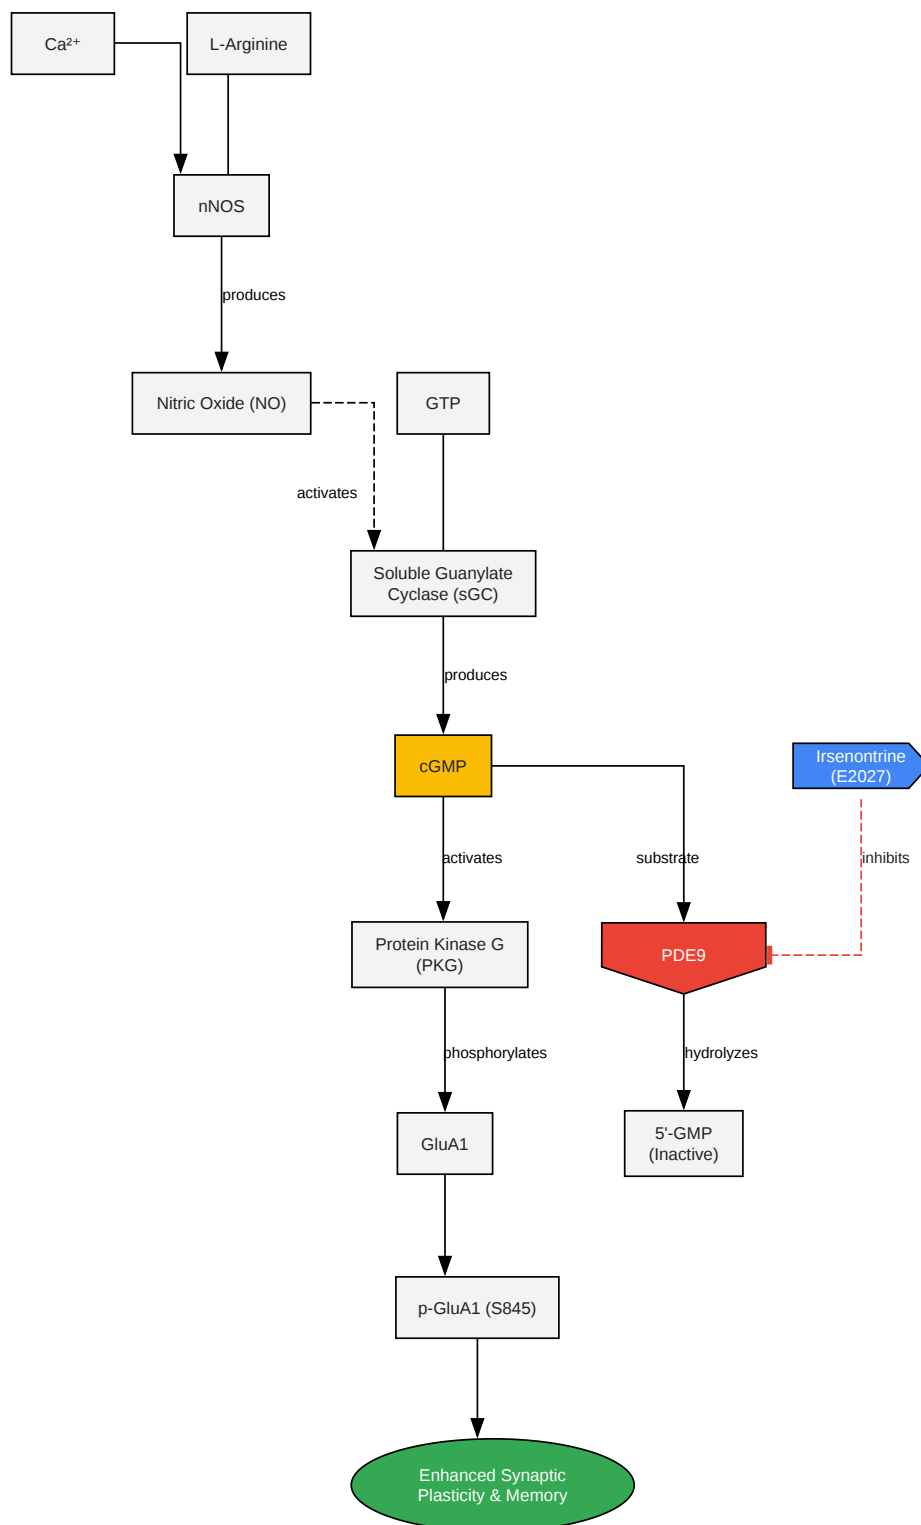 Ca²⁺
L-Arginine
nNOS
produces
Nitric Oxide (NO)
GTP
activates
Soluble Guanylate
Cyclase (sGC)
produces
cGMP
Irsenontrine
(E2027)
activates
substrate
inhibits
Protein Kinase G
(PKG)
PDE9
phosphorylates
hydrolyzes
GluA1
5'-GMP
(Inactive)
p-GluA1 (S845)
Enhanced Synaptic
Plasticity & Memory